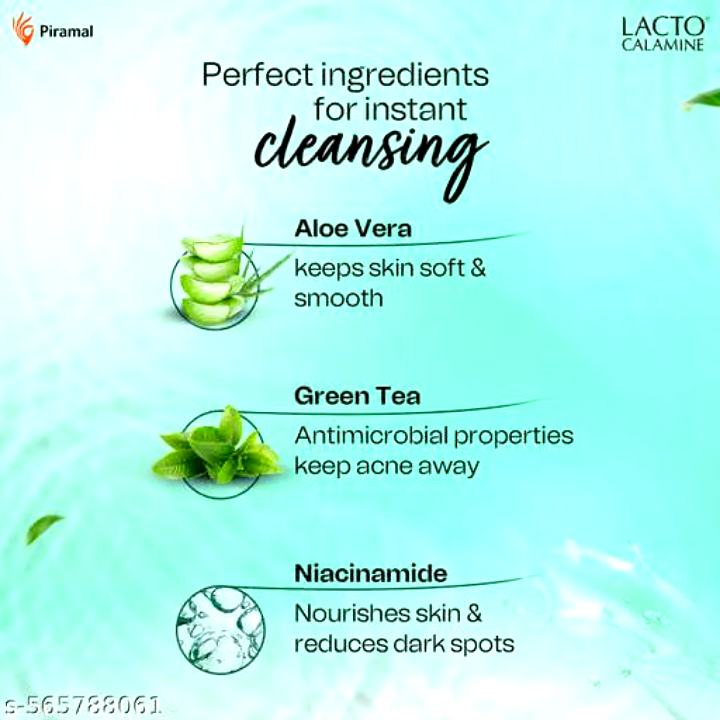 Piramal
LACTO
CALAMINE
Perfect ingredients
for instant
cleansing
Aloe Vera
keeps skin soft &
smooth
Green Tea
Antimicrobial properties
keep acne away
Niacinamide
Nourishes skin &
reduces dark spots
s-565788061